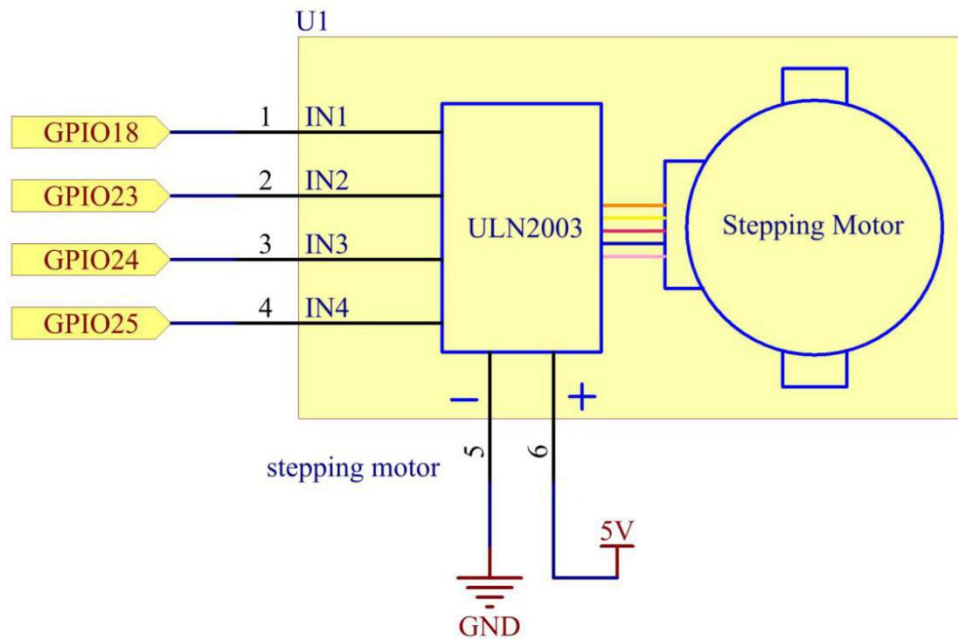 U1
GPIO18
1
IN1
GPIO23
2
IN2
GPIO24
3
IN3
GPIO25
4
IN4
ULN2003
Stepping Motor
−
+
5
6
stepping motor
5V
GND